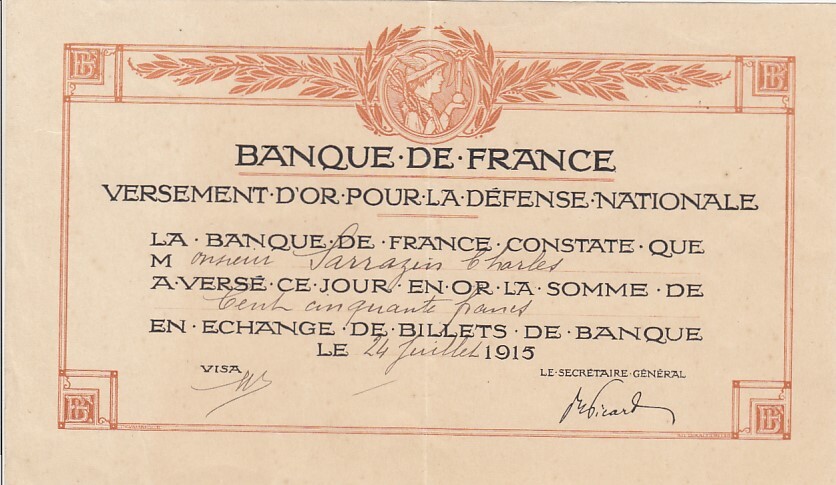 BANQUE·DE·FRANCE
VERSEMENT·D'OR·POUR·LA·DÉFENSE·NATIONALE
LA·BANQUE·DE·FRANCE·CONSTATE·QUE
Monsieur Sarrazin Charles
A·VERSÉ·CE·JOUR·EN·OR·LA·SOMME·DE
Cent cinquante francs
EN·ECHANGE·DE·BILLETS·DE·BANQUE
LE 24 Juillet 1915
VISA
LE·SECRÉTAIRE·GÉNÉRAL
Picard